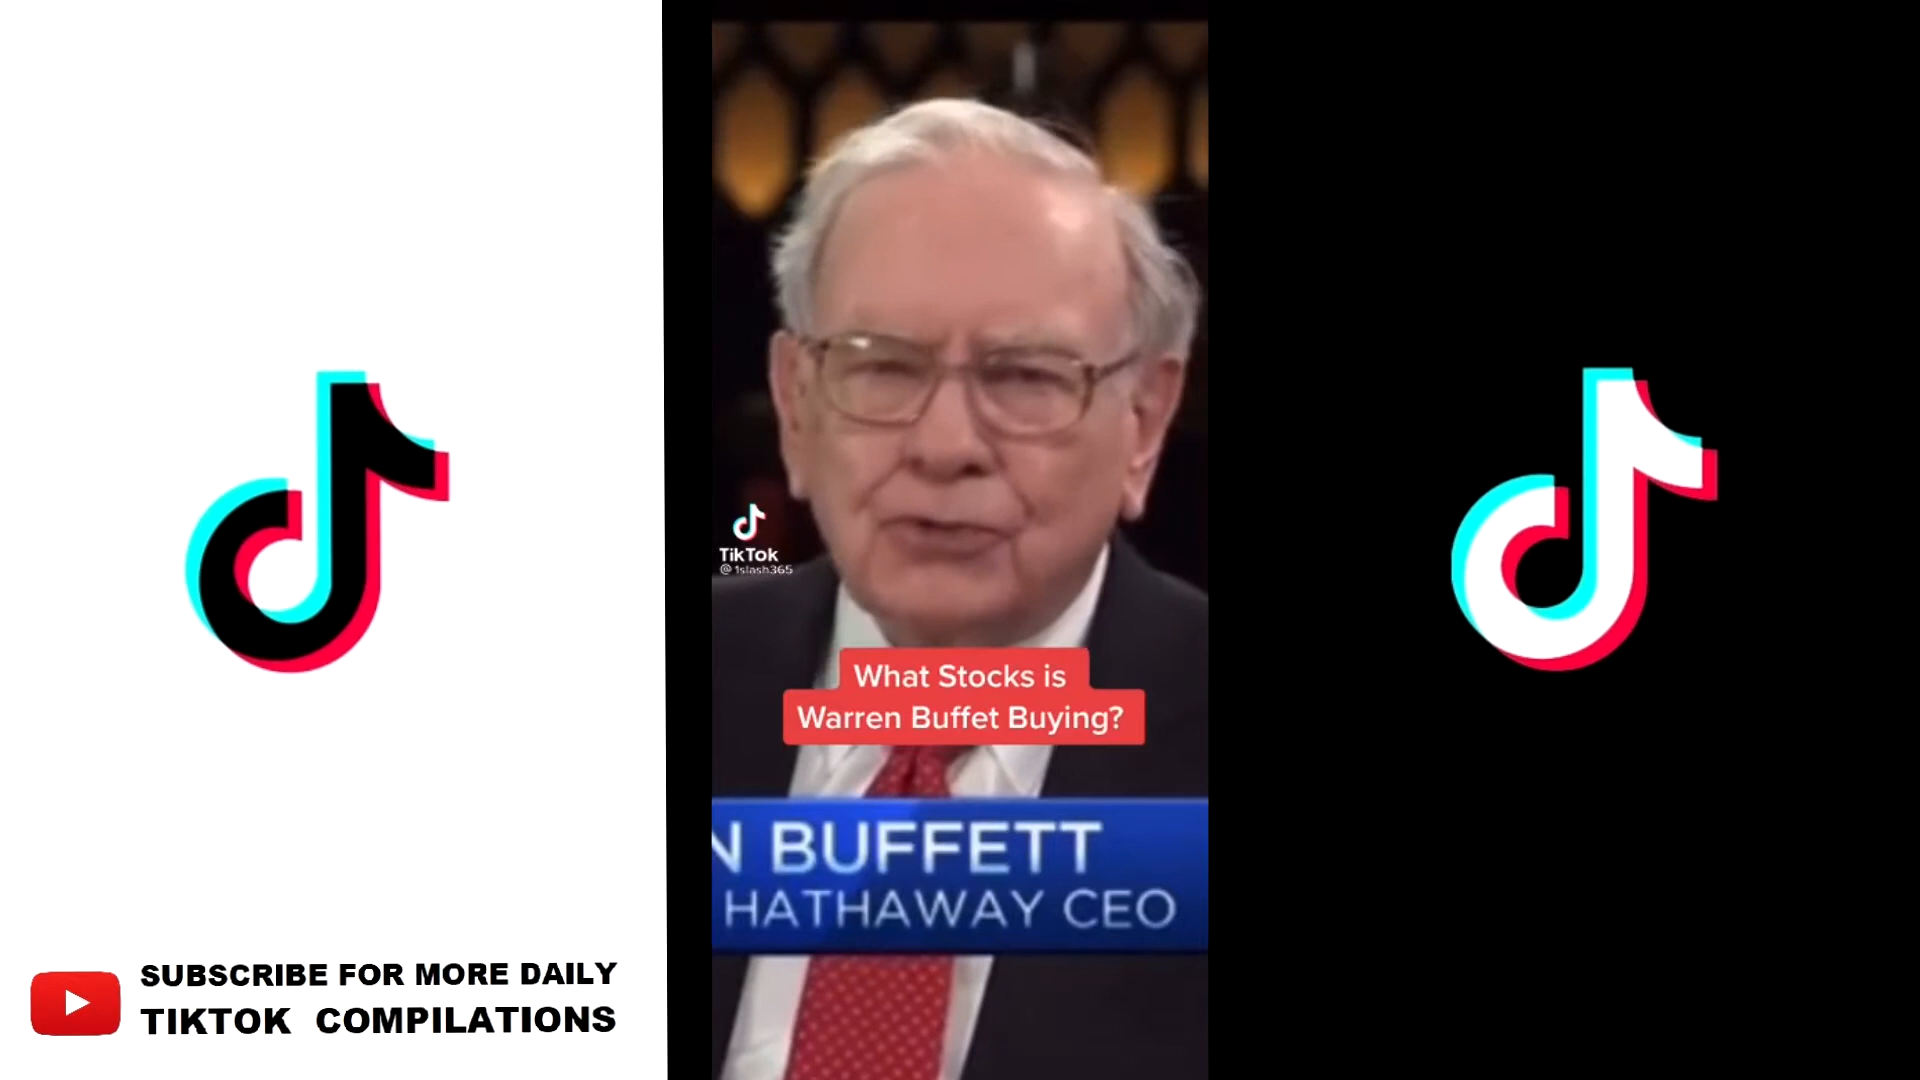 TikTok
@1slash365
What Stocks is
Warren Buffet Buying?
N BUFFETT
HATHAWAY CEO
SUBSCRIBE FOR MORE DAILY
TIKTOK COMPILATIONS